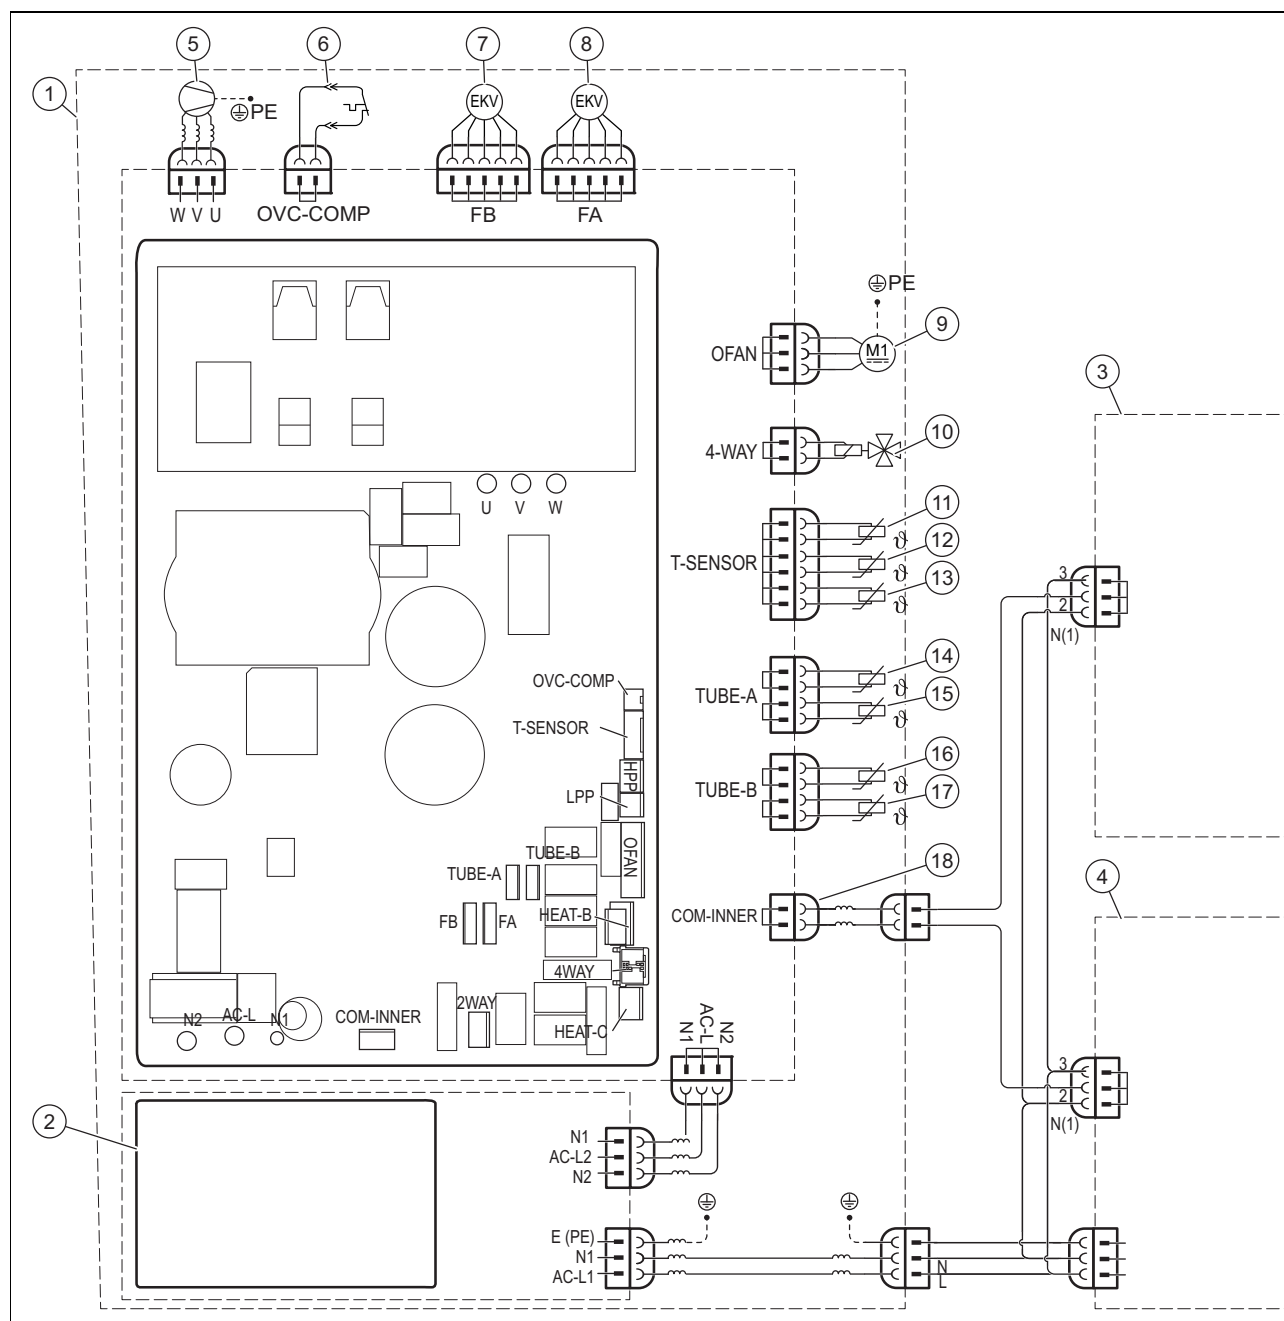 5
6
7
8
1
EKV
EKV
PE
W V U
OVC-COMP
FB
FA
PE
9
OFAN
M1
3
4-WAY
10
U
V
W
11
T-SENSOR
12
13
ϑ
ϑ
ϑ
3
2
N(1)
14
OVC-COMP
TUBE-A
15
ϑ
ϑ
T-SENSOR
HPP
16
LPP
TUBE-B
17
ϑ
ϑ
OFAN
TUBE-B
TUBE-A
18
4
FB
FA
HEAT-B
COM-INNER
4WAY
2WAY
N2
AC-L
N1
COM-INNER
HEAT-C
N1
AC-L
N2
3
2
N(1)
2
N1
AC-L2
N2
E (PE)
N1
AC-L1
N
L